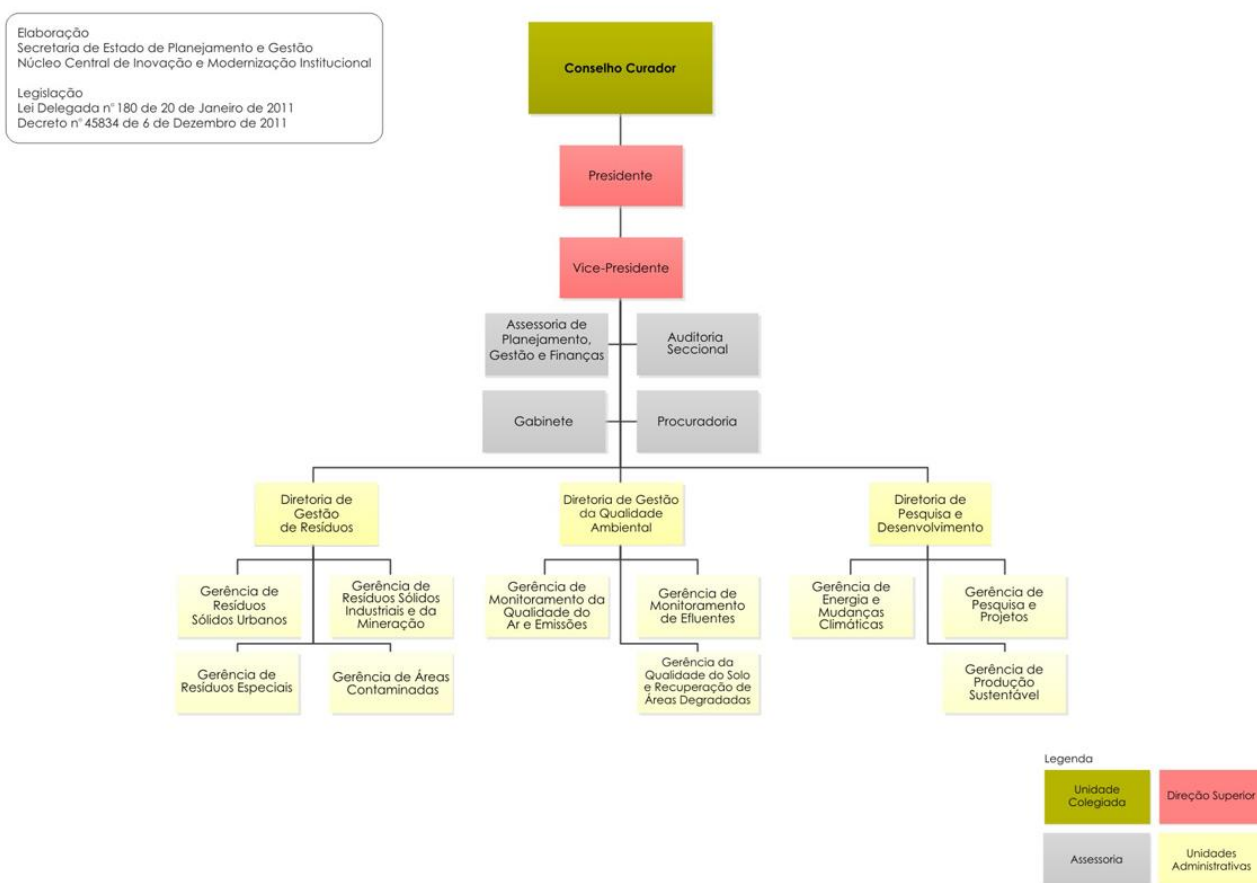 Elaboração
Secretaria de Estado de Planejamento e Gestão
Núcleo Central de Inovação e Modernização Institucional
Legislação
Lei Delegada n° 180 de 20 de Janeiro de 2011
Decreto n° 45834 de 6 de Dezembro de 2011
Conselho Curador
Presidente
Vice-Presidente
Assessoria de
Planejamento,
Gestão e Finanças
Auditoria
Seccional
Gabinete
Procuradoria
Diretoria de
Gestão
de Resíduos
Diretoria de Gestão
da Qualidade
Ambiental
Diretoria de
Pesquisa e
Desenvolvimento
Gerência de
Resíduos
Sólidos Urbanos
Gerência de
Resíduos Sólidos
Industriais e da
Mineração
Gerência de
Monitoramento da
Qualidade do
Ar e Emissões
Gerência de
Monitoramento
de Efluentes
Gerência de
Energia e
Mudanças
Climáticas
Gerência de
Pesquisa e
Projetos
Gerência de
Resíduos Especiais
Gerência de Áreas
Contaminadas
Gerência da
Qualidade do Solo
e Recuperação de
Áreas Degradadas
Gerência de
Produção
Sustentável
Legenda
Unidade
Colegiada
Direção Superior
Assessoria
Unidades
Administrativas